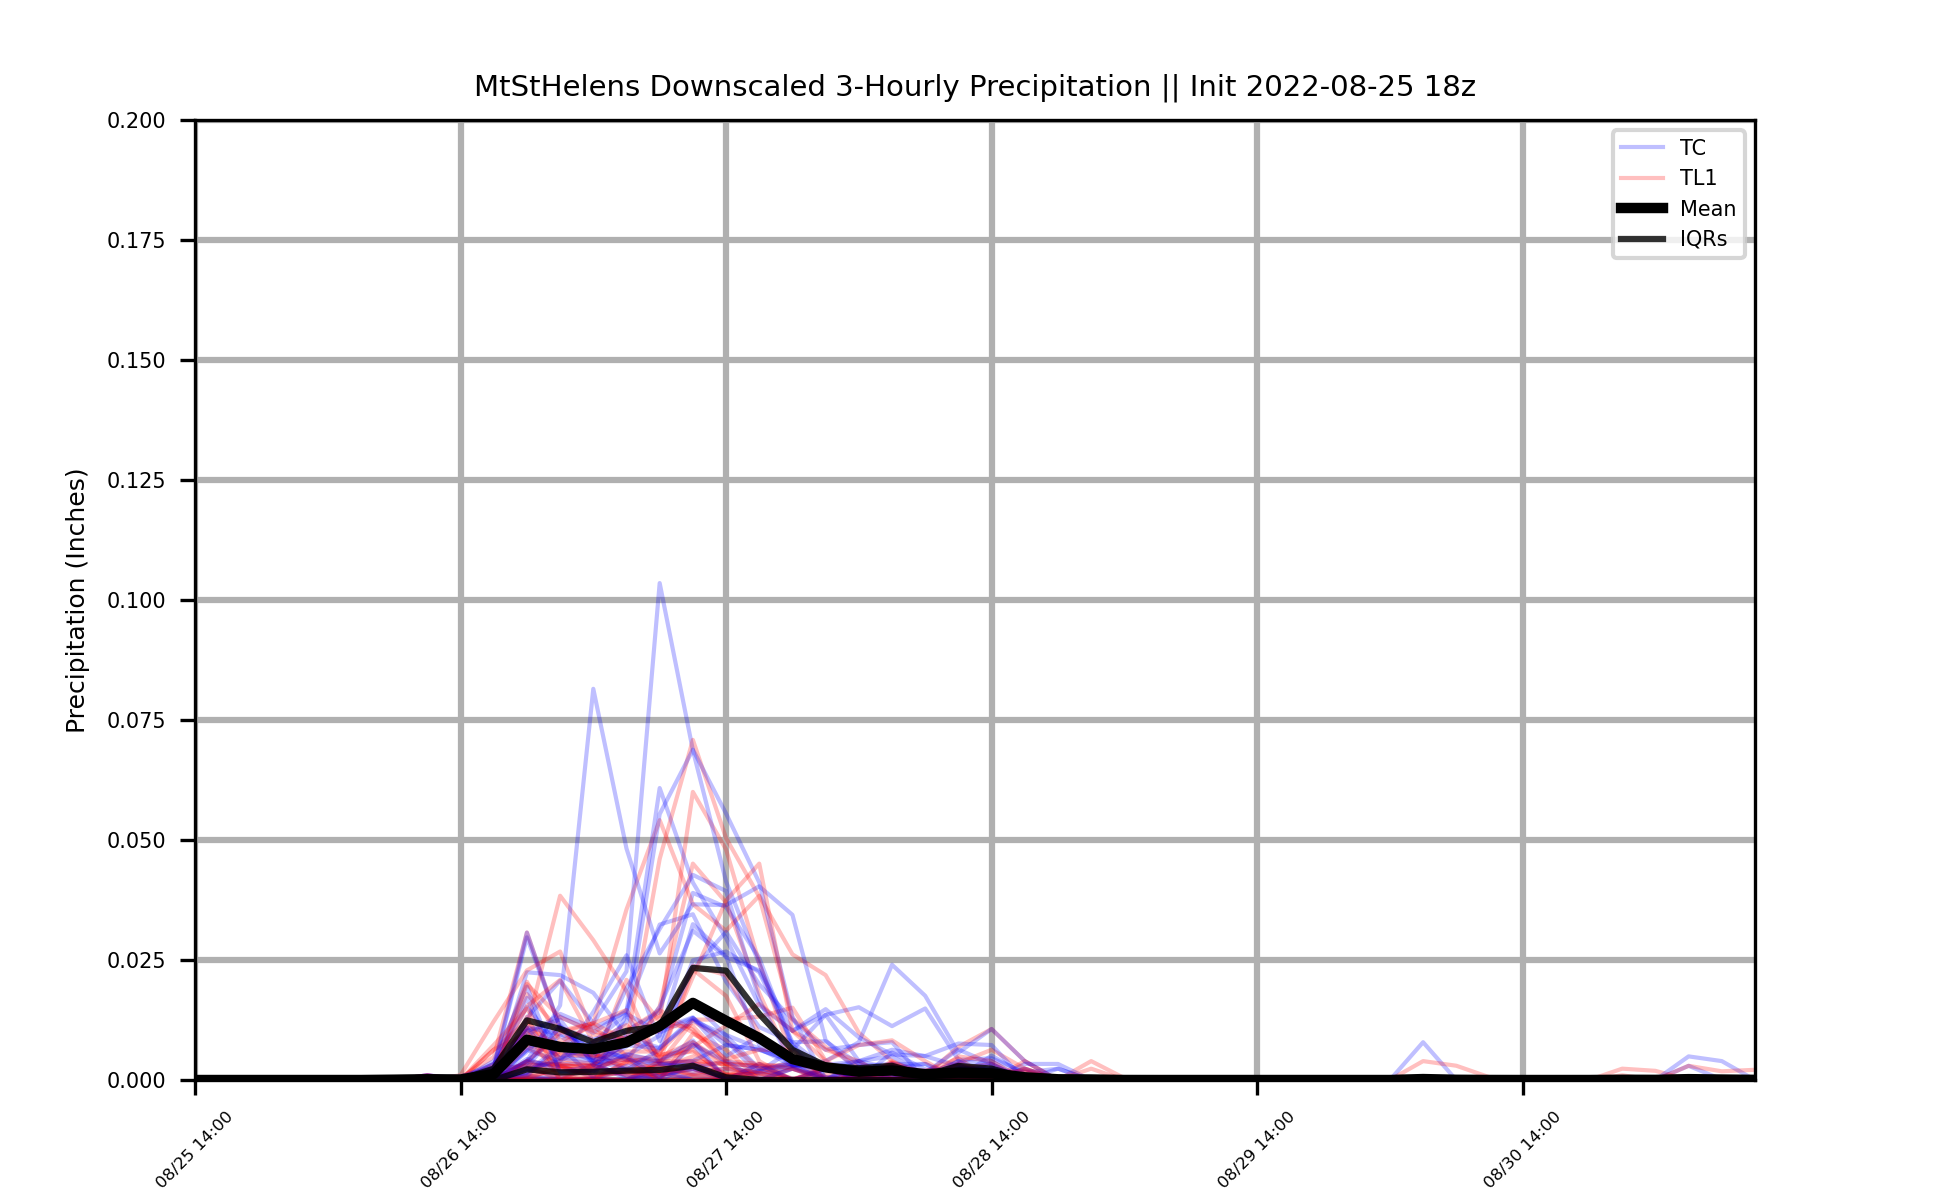 MtStHelens Downscaled 3-Hourly Precipitation || Init 2022-08-25 18z
Precipitation (Inches)
0.200
0.175
0.150
0.125
0.100
0.075
0.050
0.025
0.000
TC
TL1
Mean
IQRs
08/25 14:00
08/26 14:00
08/27 14:00
08/28 14:00
08/29 14:00
08/30 14:00